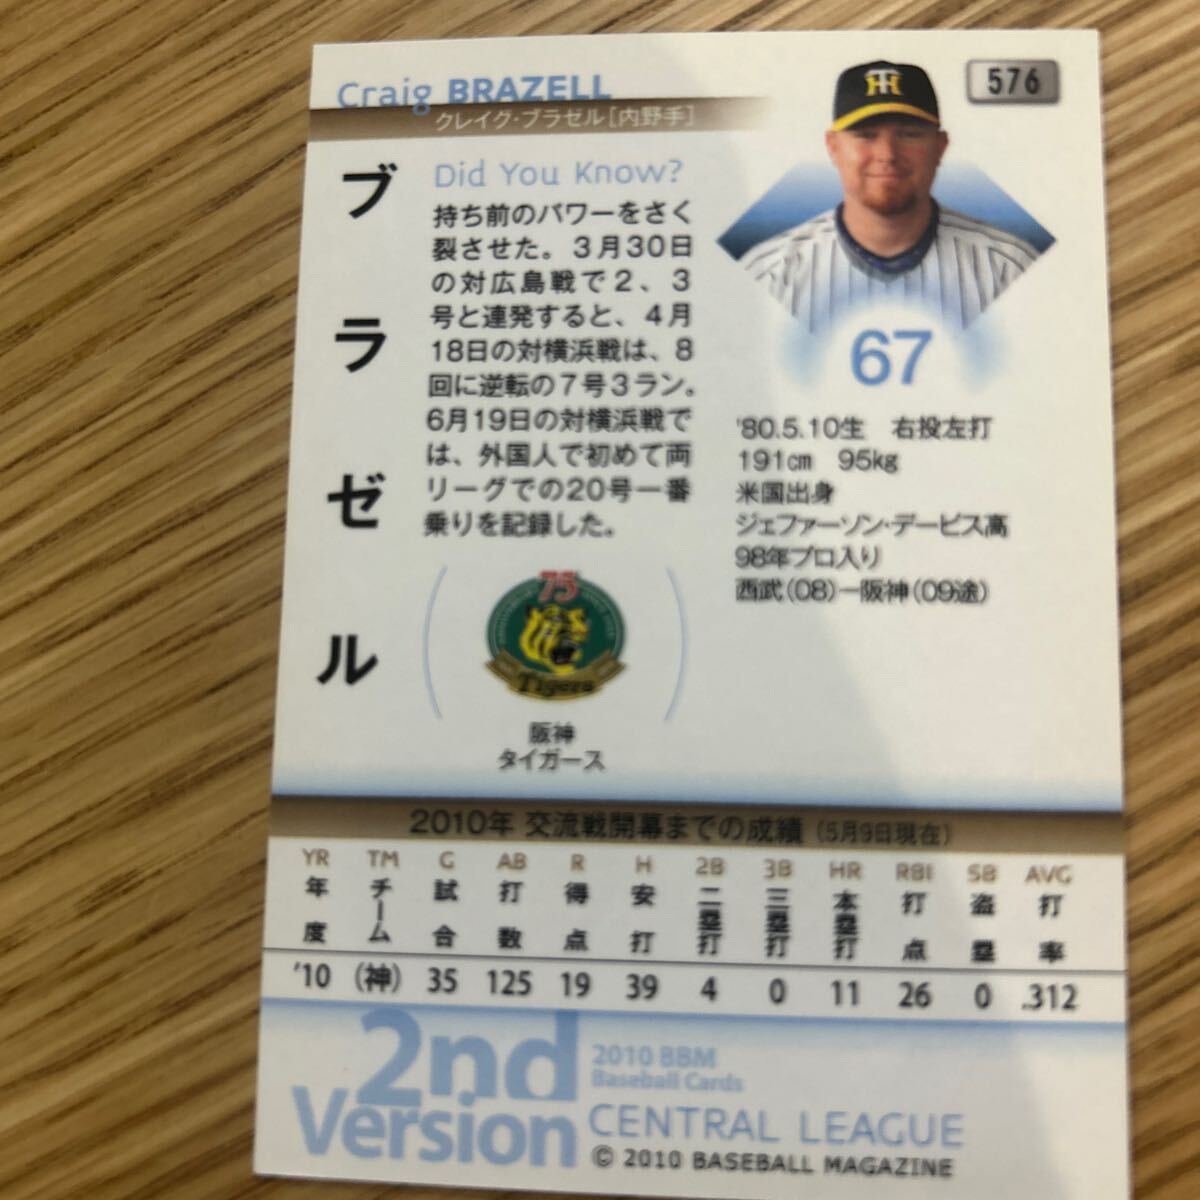 Craig BRAZELL
576
クレイク・ブラゼル[内野手]
ブラゼル
Did You Know?
持ち前のパワーをさく
裂させた。3月30日
の対広島戦で2、3
号と連発すると、4月
18日の対横浜戦は、8
回に逆転の7号3ラン。
6月19日の対横浜戦で
は、外国人で初めて両
リーグでの20号一番
乗りを記録した。
67
'80.5.10生　右投左打
191cm　95kg
米国出身
ジェファーソン・デービス高
98年プロ入り
西武(08)―阪神(09途)
75
Tigers
阪神
タイガース
2010年 交流戦開幕までの成績 (5月9日現在)
YR TM G AB R H 2B 3B HR RBI SB AVG
年度 チーム 試合 打数 得点 安打 二塁打 三塁打 本塁打 打点 盗塁 打率
'10 (神) 35 125 19 39 4 0 11 26 0 .312
2nd
Version
2010 BBM
Baseball Cards
CENTRAL LEAGUE
© 2010 BASEBALL MAGAZINE